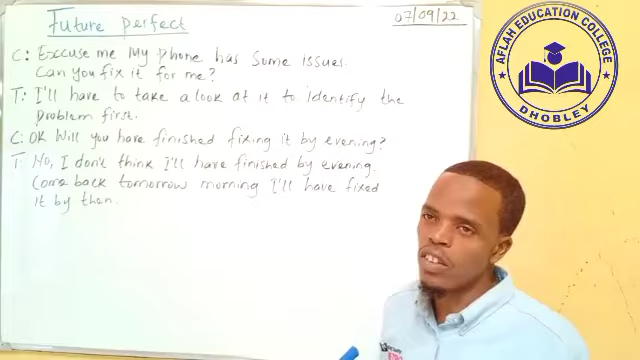 Future perfect
07/09/22
C: Exccuse me My phone has some issues.
Can you fix it for me?
T: I'll have to take a look at it to identify the
problem first.
C: OK Will you have finished fixing it by evening?
T: No, I don't think I'll have finished by evening.
Come back tomorrow morning I'll have fixed
it by then.
AFLAH EDUCATION COLLEGE
DHOBLEY